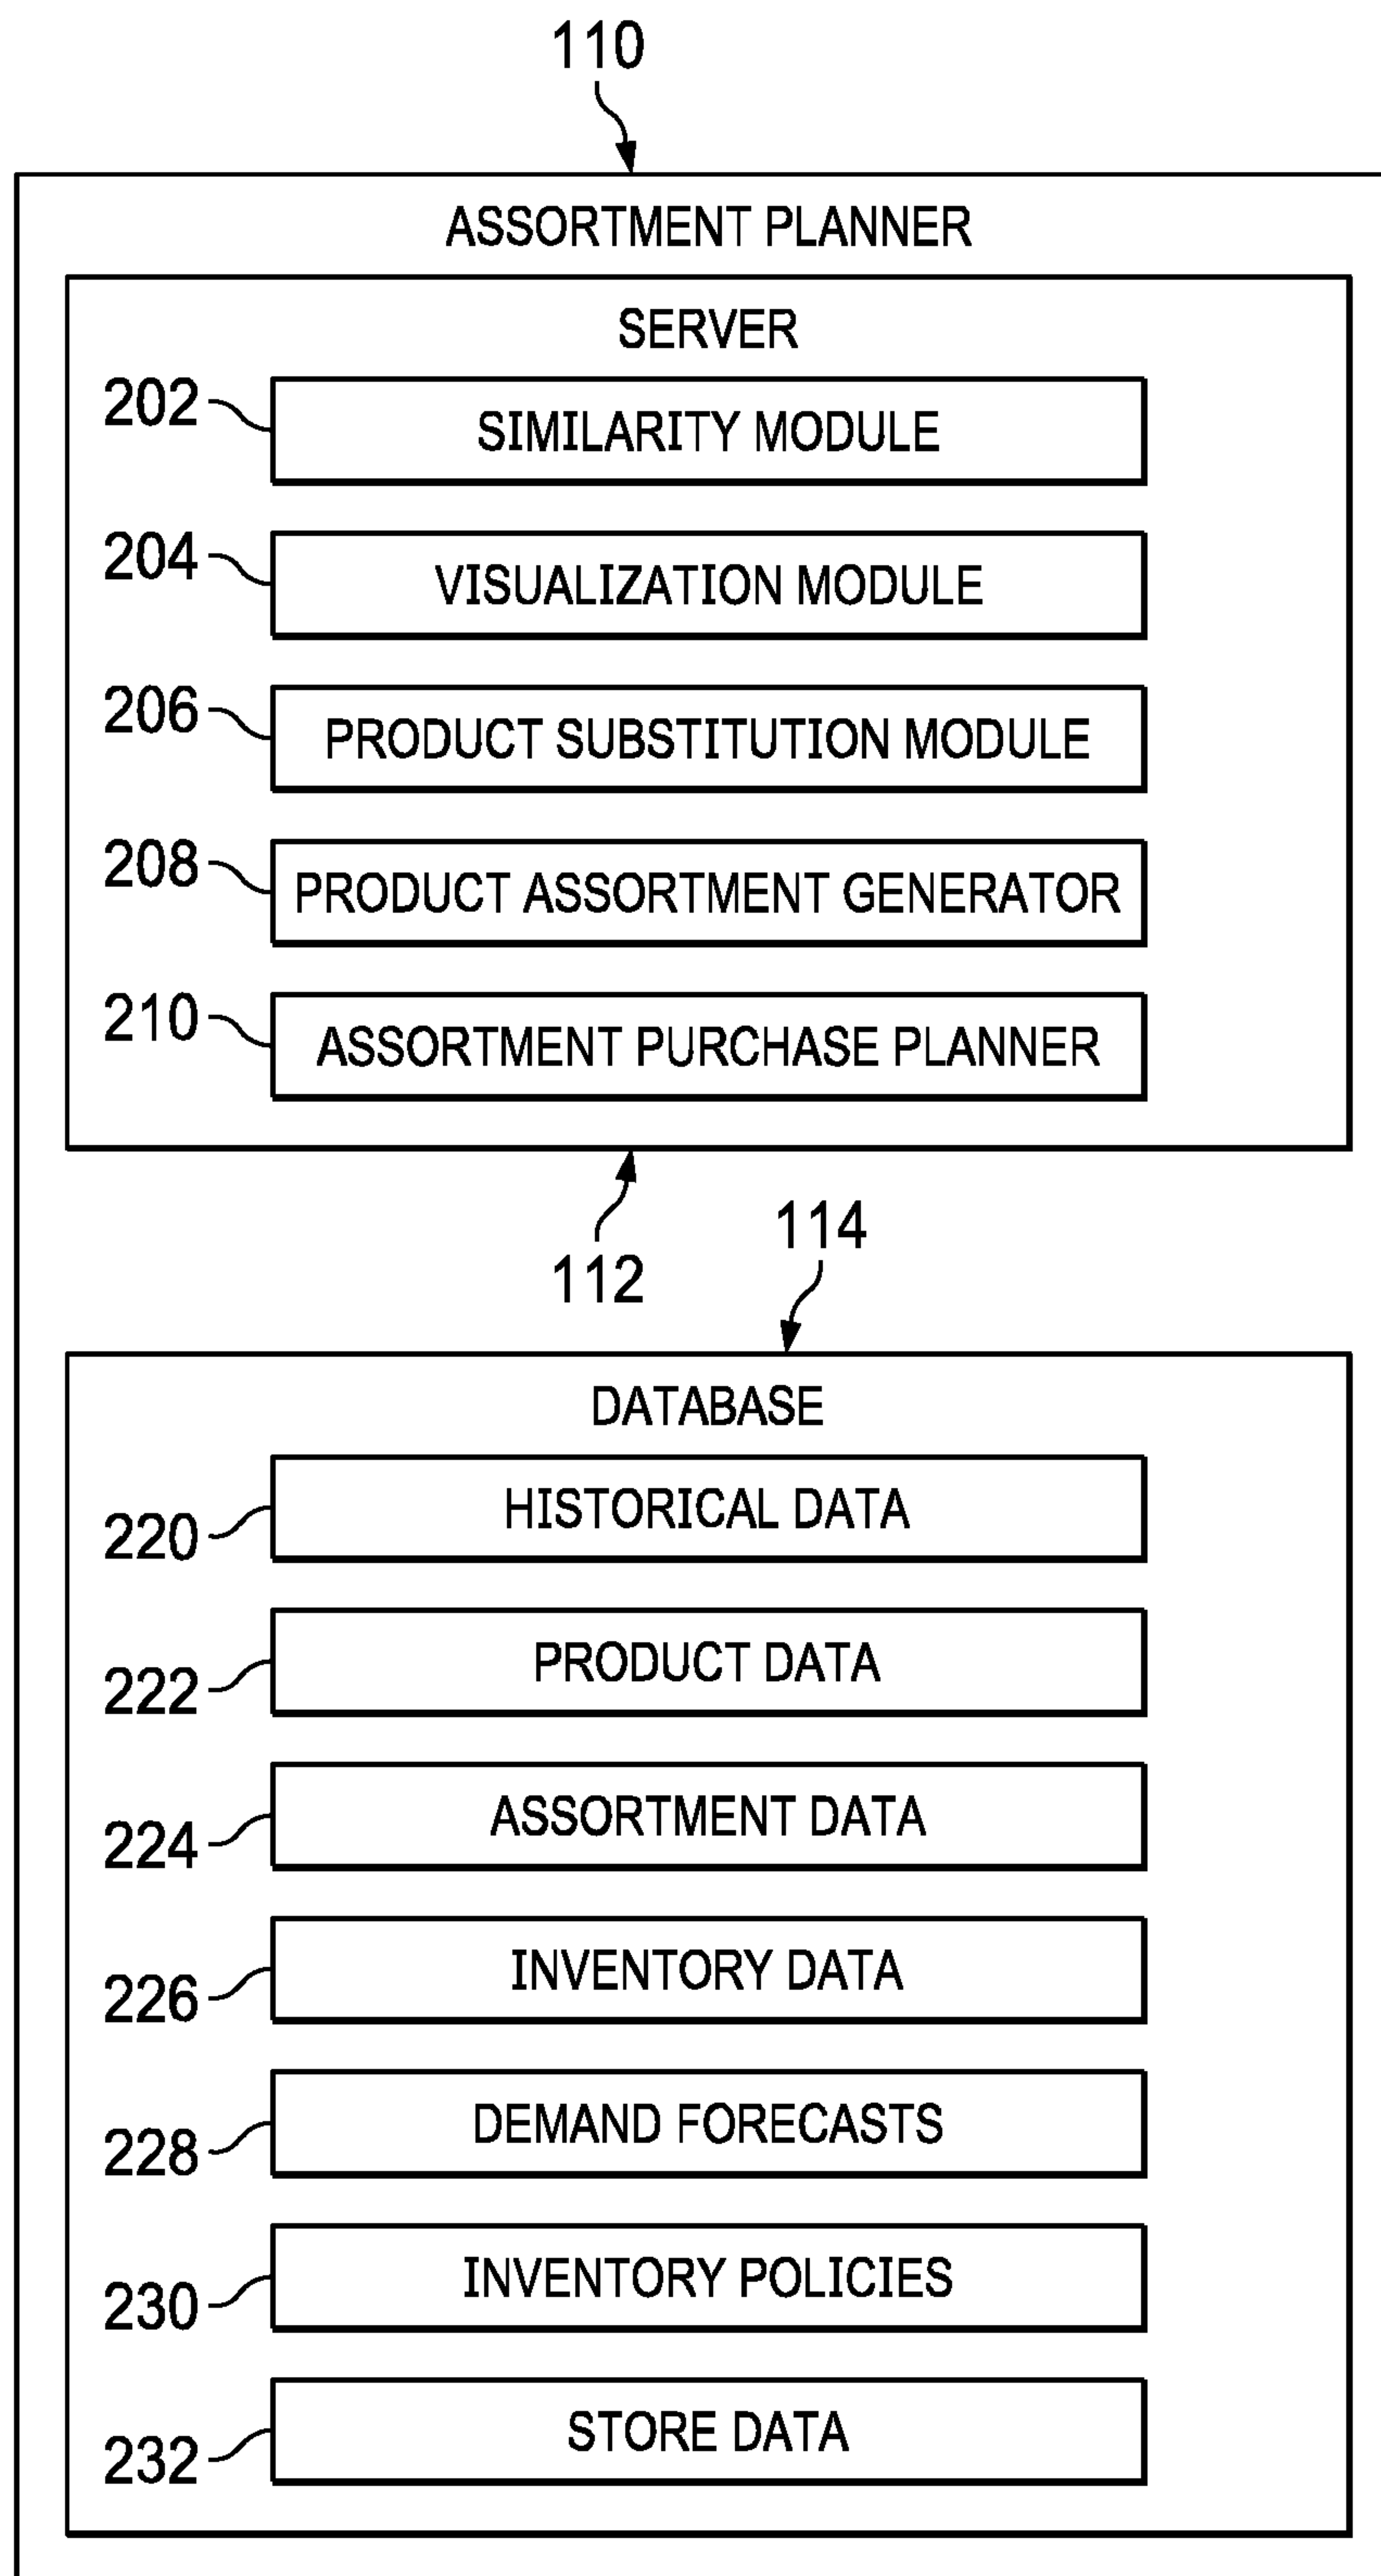 110
ASSORTMENT PLANNER
SERVER
202
SIMILARITY MODULE
204
VISUALIZATION MODULE
206
PRODUCT SUBSTITUTION MODULE
208
PRODUCT ASSORTMENT GENERATOR
210
ASSORTMENT PURCHASE PLANNER
112
114
DATABASE
220
HISTORICAL DATA
222
PRODUCT DATA
224
ASSORTMENT DATA
226
INVENTORY DATA
228
DEMAND FORECASTS
230
INVENTORY POLICIES
232
STORE DATA